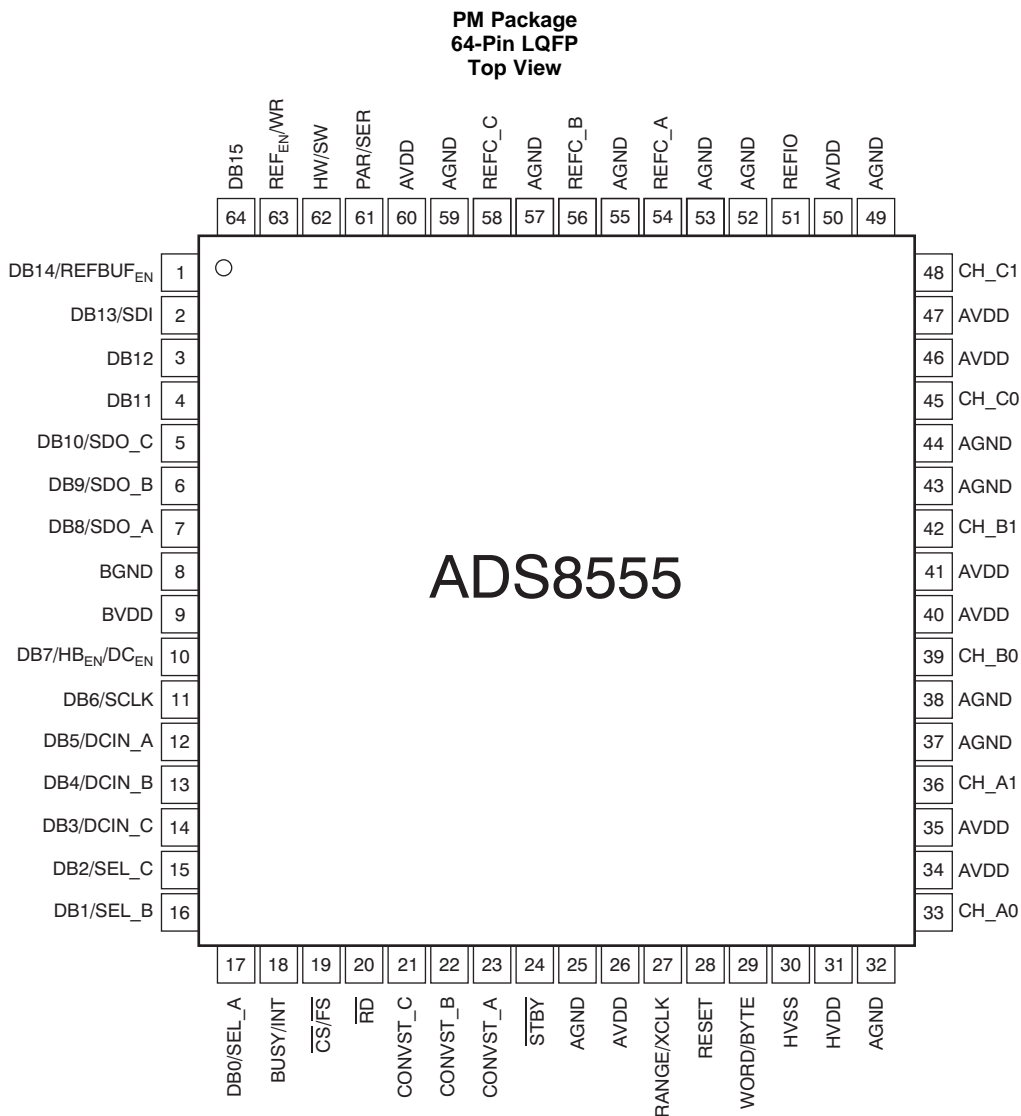 PM Package
64-Pin LQFP
Top View
DB15
REF_EN/WR
HW/SW
PAR/SER
AVDD
AGND
REFC_C
AGND
REFC_B
AGND
REFC_A
AGND
AGND
REFIO
AVDD
AGND
64 63 62 61 60 59 58 57 56 55 54 53 52 51 50 49
DB14/REFBUF_EN 1
DB13/SDI 2
DB12 3
DB11 4
DB10/SDO_C 5
DB9/SDO_B 6
DB8/SDO_A 7
BGND 8
BVDD 9
DB7/HB_EN/DC_EN 10
DB6/SCLK 11
DB5/DCIN_A 12
DB4/DCIN_B 13
DB3/DCIN_C 14
DB2/SEL_C 15
DB1/SEL_B 16
ADS8555
48 CH_C1
47 AVDD
46 AVDD
45 CH_C0
44 AGND
43 AGND
42 CH_B1
41 AVDD
40 AVDD
39 CH_B0
38 AGND
37 AGND
36 CH_A1
35 AVDD
34 AVDD
33 CH_A0
17 18 19 20 21 22 23 24 25 26 27 28 29 30 31 32
DB0/SEL_A
BUSY/INT
C̅S̅/FS
R̅D̅
CONVST_C
CONVST_B
CONVST_A
S̅T̅B̅Y̅
AGND
AVDD
RANGE/XCLK
RESET
WORD/BYTE
HVSS
HVDD
AGND